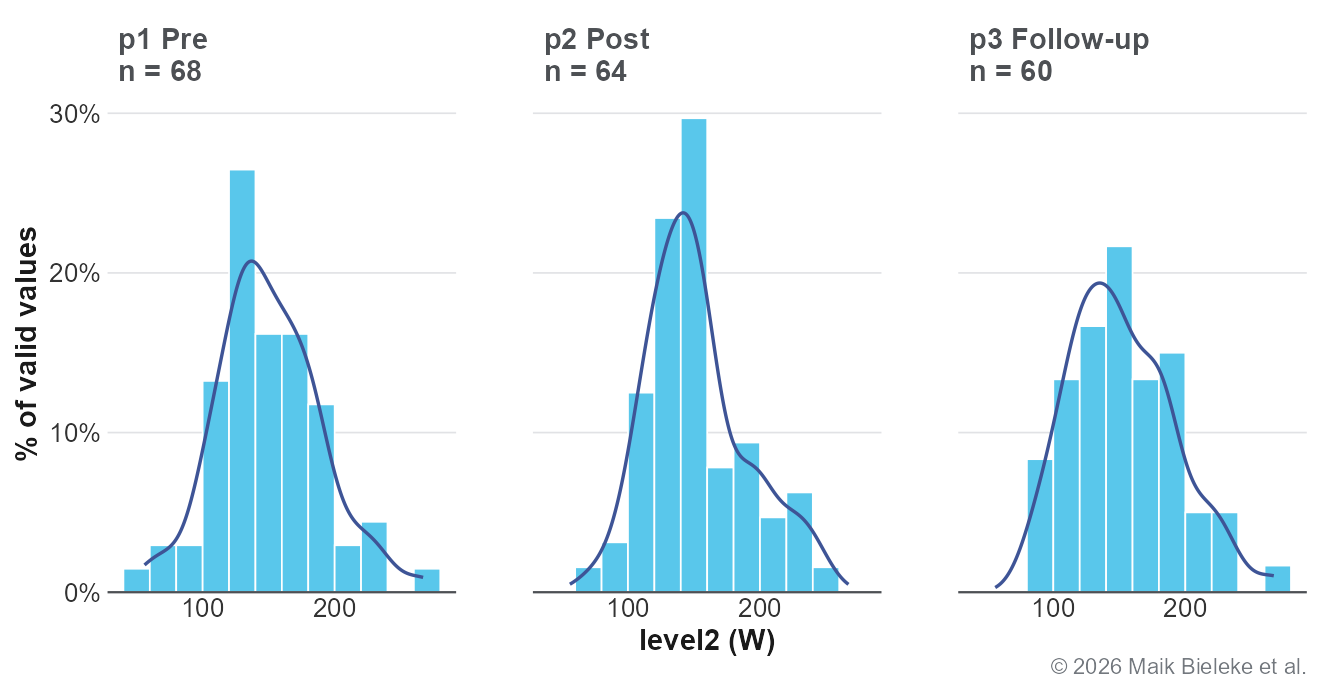 p1 Pre
n = 68
p2 Post
n = 64
p3 Follow-up
n = 60
% of valid values
30%
20%
10%
0%
100 200
100 200
100 200
level2 (W)
© 2026 Maik Bieleke et al.